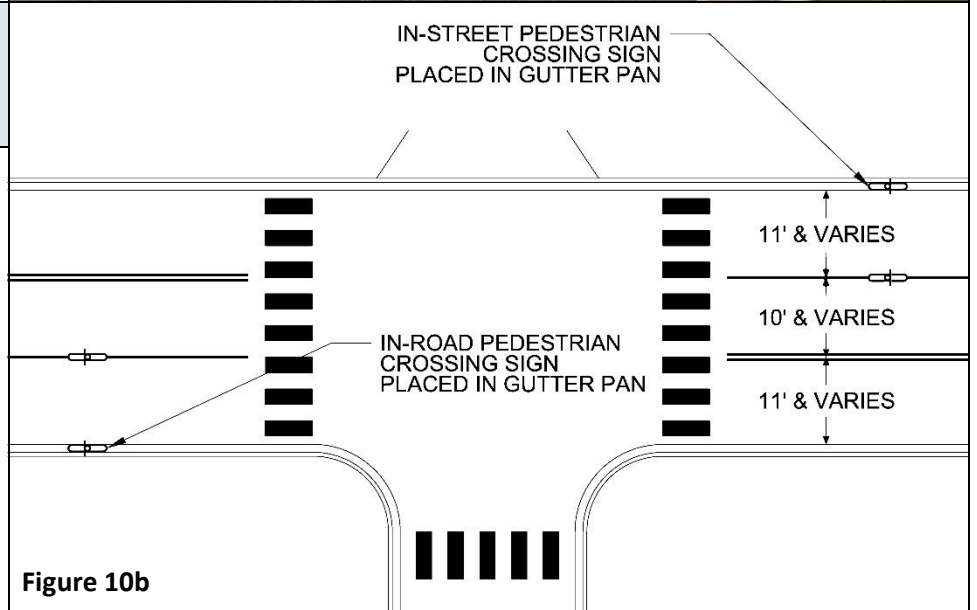 IN-STREET PEDESTRIAN
CROSSING SIGN
PLACED IN GUTTER PAN
11' & VARIES
10' & VARIES
IN-ROAD PEDESTRIAN
CROSSING SIGN
PLACED IN GUTTER PAN
11' & VARIES
Figure 10b